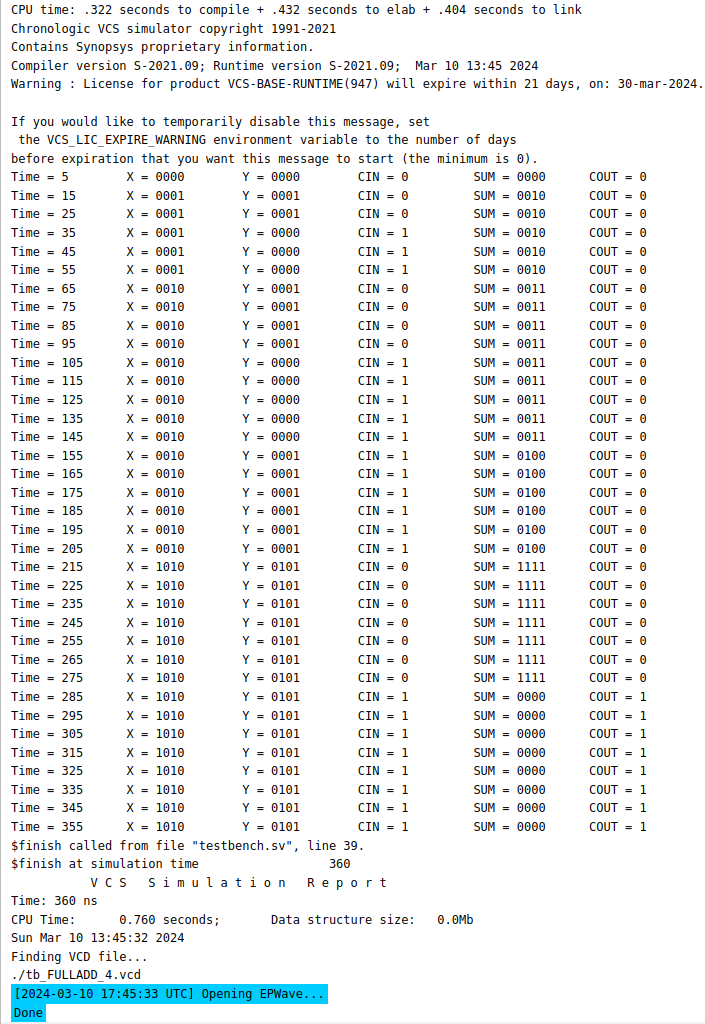 CPU time: .322 seconds to compile + .432 seconds to elab + .404 seconds to link
Chronologic VCS simulator copyright 1991-2021
Contains Synopsys proprietary information.
Compiler version S-2021.09; Runtime version S-2021.09;  Mar 10 13:45 2024
Warning : License for product VCS-BASE-RUNTIME(947) will expire within 21 days, on: 30-mar-2024.

If you would like to temporarily disable this message, set
 the VCS_LIC_EXPIRE_WARNING environment variable to the number of days
before expiration that you want this message to start (the minimum is 0).
Time = 5        X = 0000        Y = 0000        CIN = 0         SUM = 0000      COUT = 0
Time = 15       X = 0001        Y = 0001        CIN = 0         SUM = 0010      COUT = 0
Time = 25       X = 0001        Y = 0001        CIN = 0         SUM = 0010      COUT = 0
Time = 35       X = 0001        Y = 0000        CIN = 1         SUM = 0010      COUT = 0
Time = 45       X = 0001        Y = 0000        CIN = 1         SUM = 0010      COUT = 0
Time = 55       X = 0001        Y = 0000        CIN = 1         SUM = 0010      COUT = 0
Time = 65       X = 0010        Y = 0001        CIN = 0         SUM = 0011      COUT = 0
Time = 75       X = 0010        Y = 0001        CIN = 0         SUM = 0011      COUT = 0
Time = 85       X = 0010        Y = 0001        CIN = 0         SUM = 0011      COUT = 0
Time = 95       X = 0010        Y = 0001        CIN = 0         SUM = 0011      COUT = 0
Time = 105      X = 0010        Y = 0000        CIN = 1         SUM = 0011      COUT = 0
Time = 115      X = 0010        Y = 0000        CIN = 1         SUM = 0011      COUT = 0
Time = 125      X = 0010        Y = 0000        CIN = 1         SUM = 0011      COUT = 0
Time = 135      X = 0010        Y = 0000        CIN = 1         SUM = 0011      COUT = 0
Time = 145      X = 0010        Y = 0000        CIN = 1         SUM = 0011      COUT = 0
Time = 155      X = 0010        Y = 0001        CIN = 1         SUM = 0100      COUT = 0
Time = 165      X = 0010        Y = 0001        CIN = 1         SUM = 0100      COUT = 0
Time = 175      X = 0010        Y = 0001        CIN = 1         SUM = 0100      COUT = 0
Time = 185      X = 0010        Y = 0001        CIN = 1         SUM = 0100      COUT = 0
Time = 195      X = 0010        Y = 0001        CIN = 1         SUM = 0100      COUT = 0
Time = 205      X = 0010        Y = 0001        CIN = 1         SUM = 0100      COUT = 0
Time = 215      X = 1010        Y = 0101        CIN = 0         SUM = 1111      COUT = 0
Time = 225      X = 1010        Y = 0101        CIN = 0         SUM = 1111      COUT = 0
Time = 235      X = 1010        Y = 0101        CIN = 0         SUM = 1111      COUT = 0
Time = 245      X = 1010        Y = 0101        CIN = 0         SUM = 1111      COUT = 0
Time = 255      X = 1010        Y = 0101        CIN = 0         SUM = 1111      COUT = 0
Time = 265      X = 1010        Y = 0101        CIN = 0         SUM = 1111      COUT = 0
Time = 275      X = 1010        Y = 0101        CIN = 0         SUM = 1111      COUT = 0
Time = 285      X = 1010        Y = 0101        CIN = 1         SUM = 0000      COUT = 1
Time = 295      X = 1010        Y = 0101        CIN = 1         SUM = 0000      COUT = 1
Time = 305      X = 1010        Y = 0101        CIN = 1         SUM = 0000      COUT = 1
Time = 315      X = 1010        Y = 0101        CIN = 1         SUM = 0000      COUT = 1
Time = 325      X = 1010        Y = 0101        CIN = 1         SUM = 0000      COUT = 1
Time = 335      X = 1010        Y = 0101        CIN = 1         SUM = 0000      COUT = 1
Time = 345      X = 1010        Y = 0101        CIN = 1         SUM = 0000      COUT = 1
Time = 355      X = 1010        Y = 0101        CIN = 1         SUM = 0000      COUT = 1
$finish called from file "testbench.sv", line 39.
$finish at simulation time                  360
           V C S   S i m u l a t i o n   R e p o r t
Time: 360 ns
CPU Time:      0.760 seconds;       Data structure size:   0.0Mb
Sun Mar 10 13:45:32 2024
Finding VCD file...
./tb_FULLADD_4.vcd
[2024-03-10 17:45:33 UTC] Opening EPWave...
Done